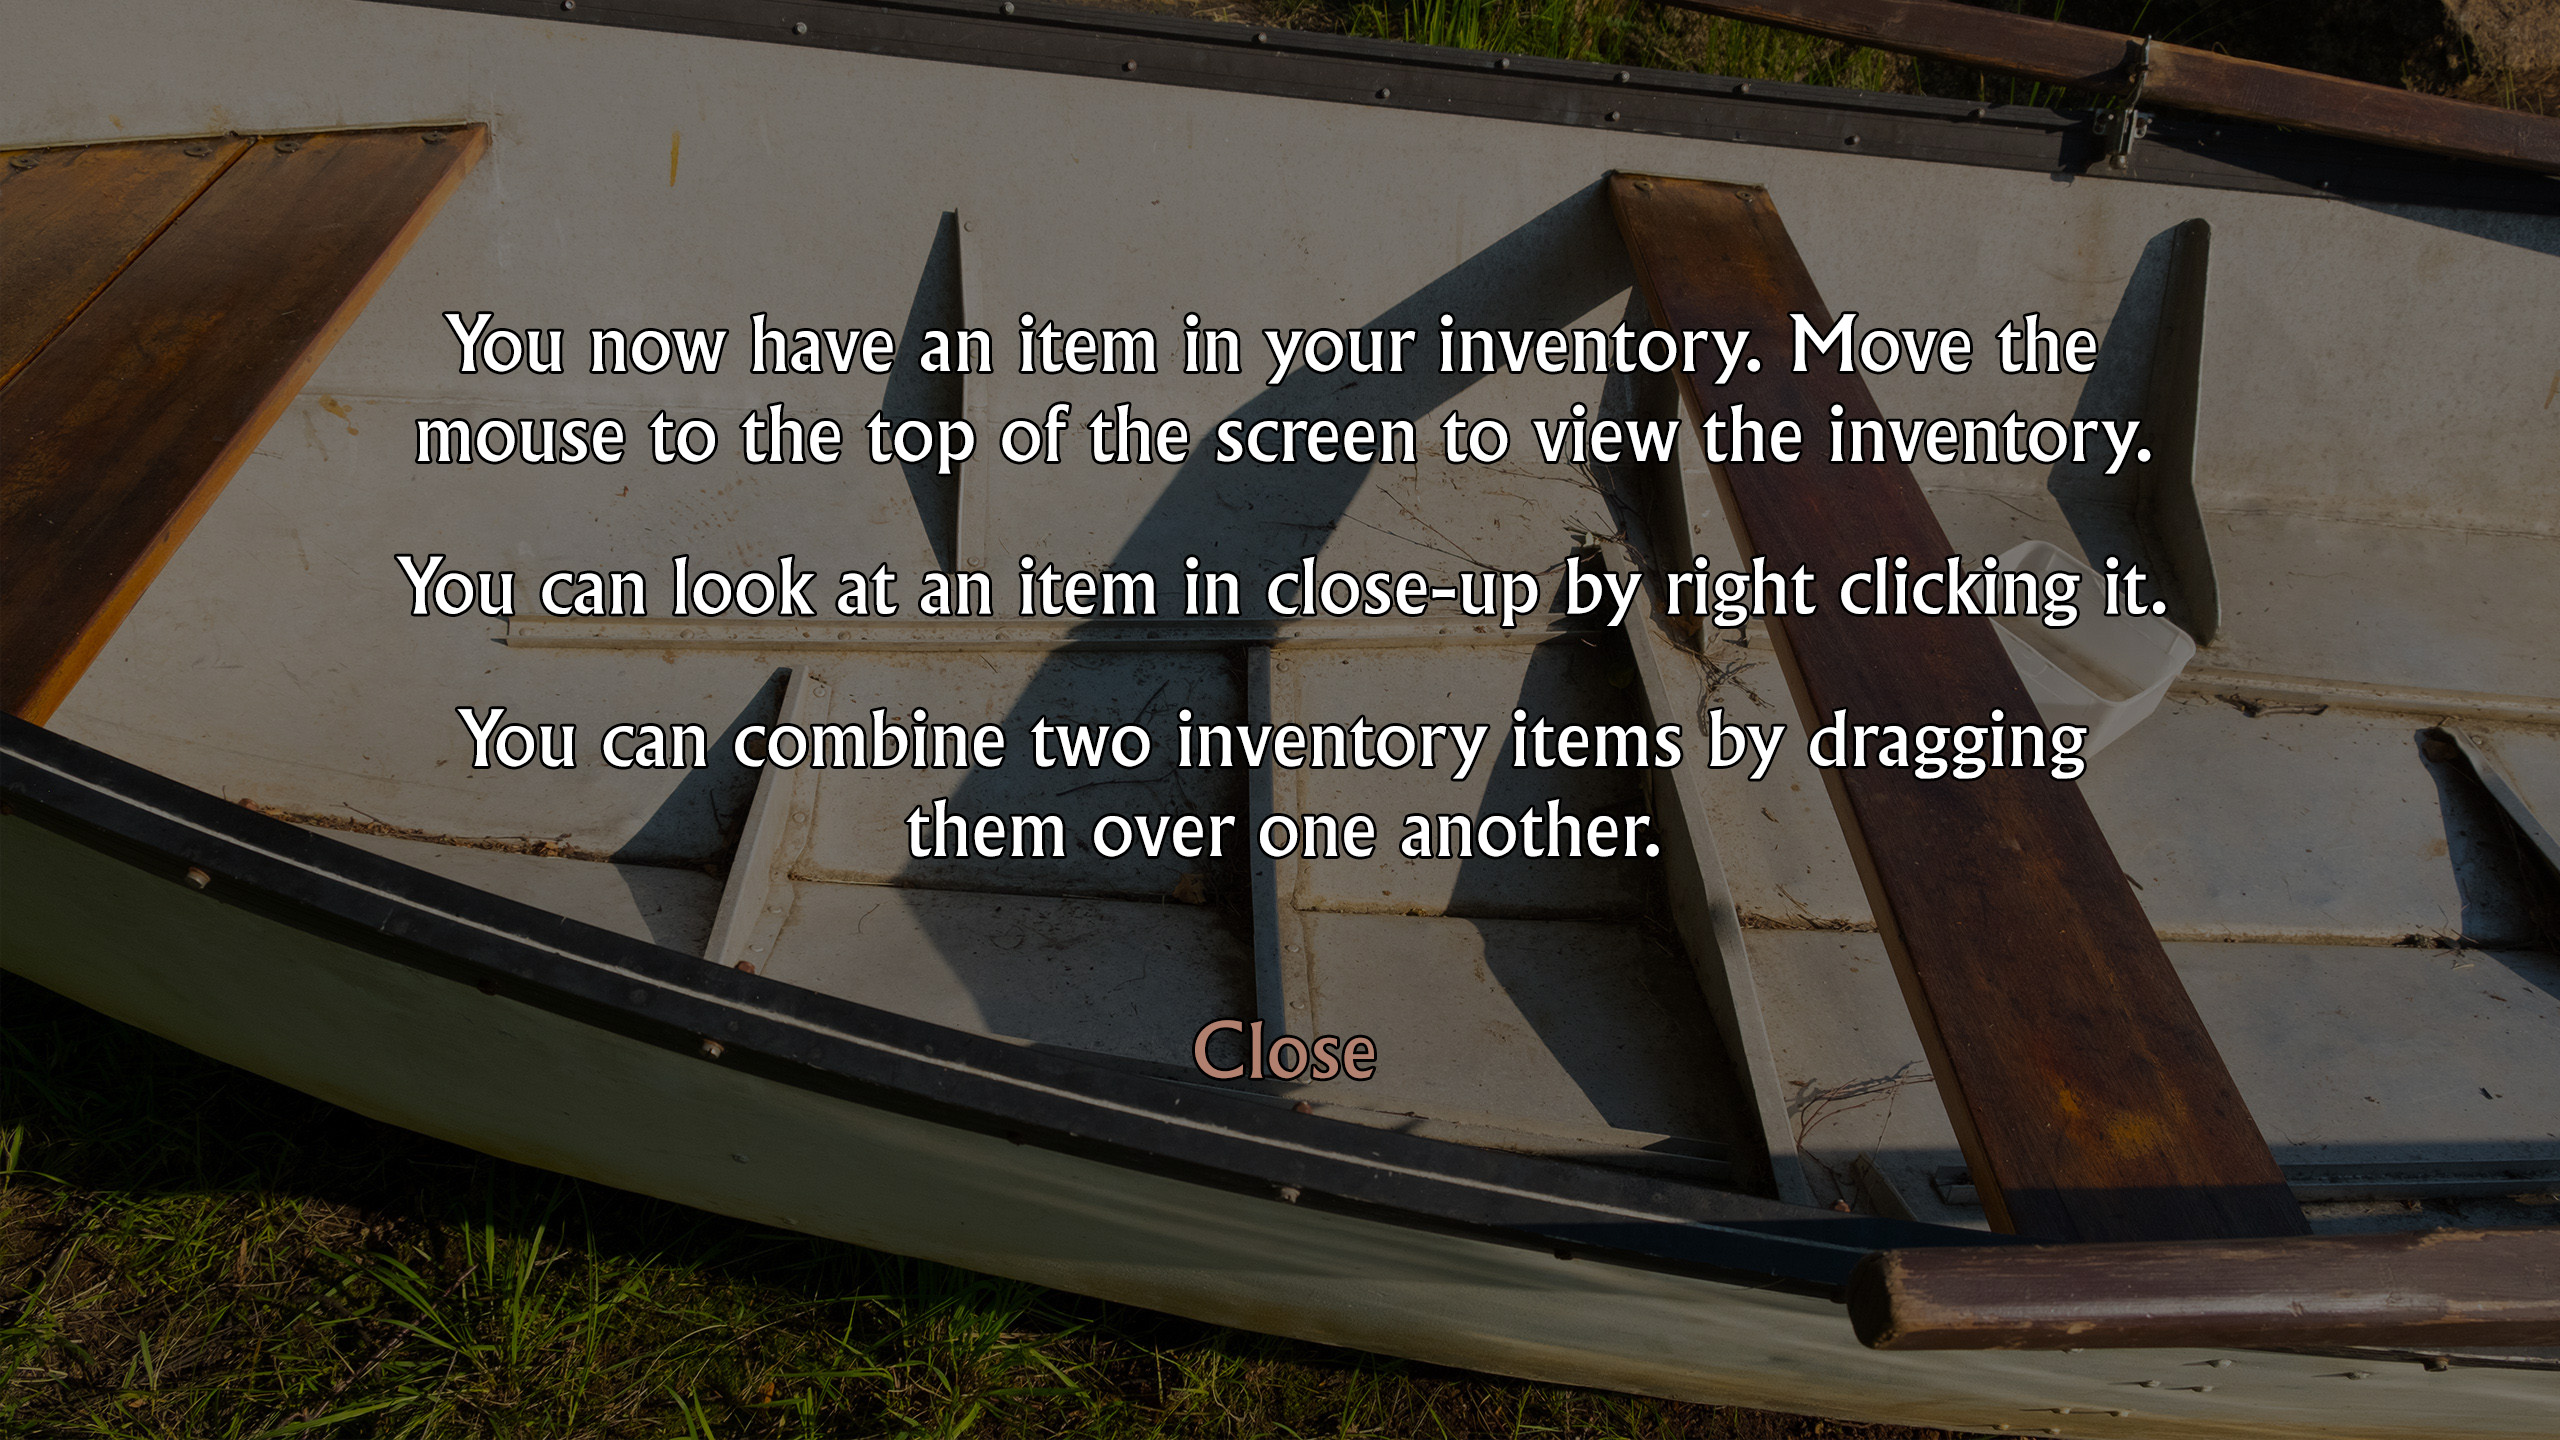 You now have an item in your inventory. Move the
mouse to the top of the screen to view the inventory.
You can look at an item in close-up by right clicking it.
You can combine two inventory items by dragging
them over one another.
Close